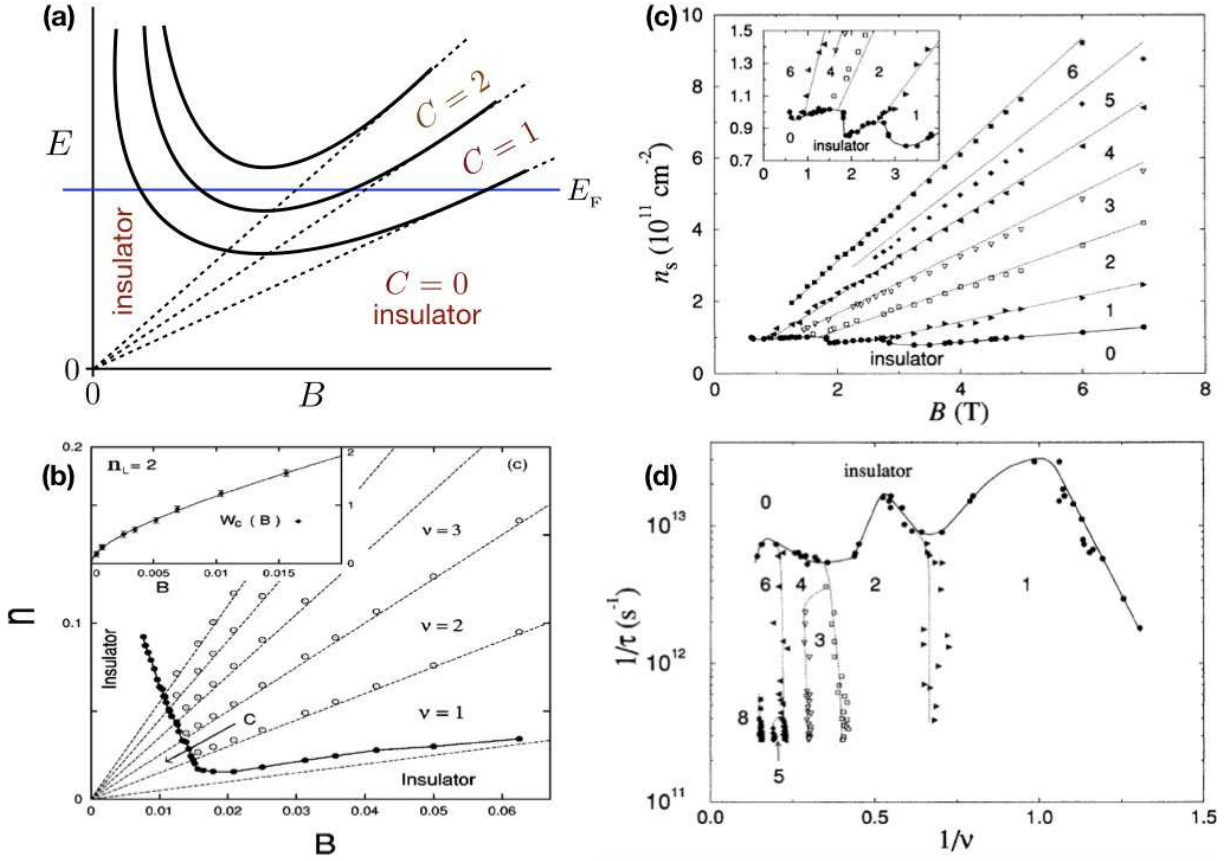 (a)
E
C = 2
C = 1
E_F
insulator
C = 0
insulator
0
0
B
(c)
10
8
6
4
2
0
n_s (10^11 cm^-2)
1.5
1.3
1.1
0.9
0.7
6
4
2
1
0
insulator
0 1 2 3
6
5
4
3
2
1
0
insulator
0 2 4 6 8
B (T)
(b)
0.2
0.1
0
n
n_L = 2
2
1
0
W_c (B)
0 0.005 0.01 0.015
B
(c)
ν = 3
ν = 2
ν = 1
C
Insulator
Insulator
0 0.01 0.02 0.03 0.04 0.05 0.06
B
(d)
10^13
10^12
10^11
1/τ (s^-1)
insulator
0
6 4 2 1
3
8
5
0.0 0.5 1.0 1.5
1/ν